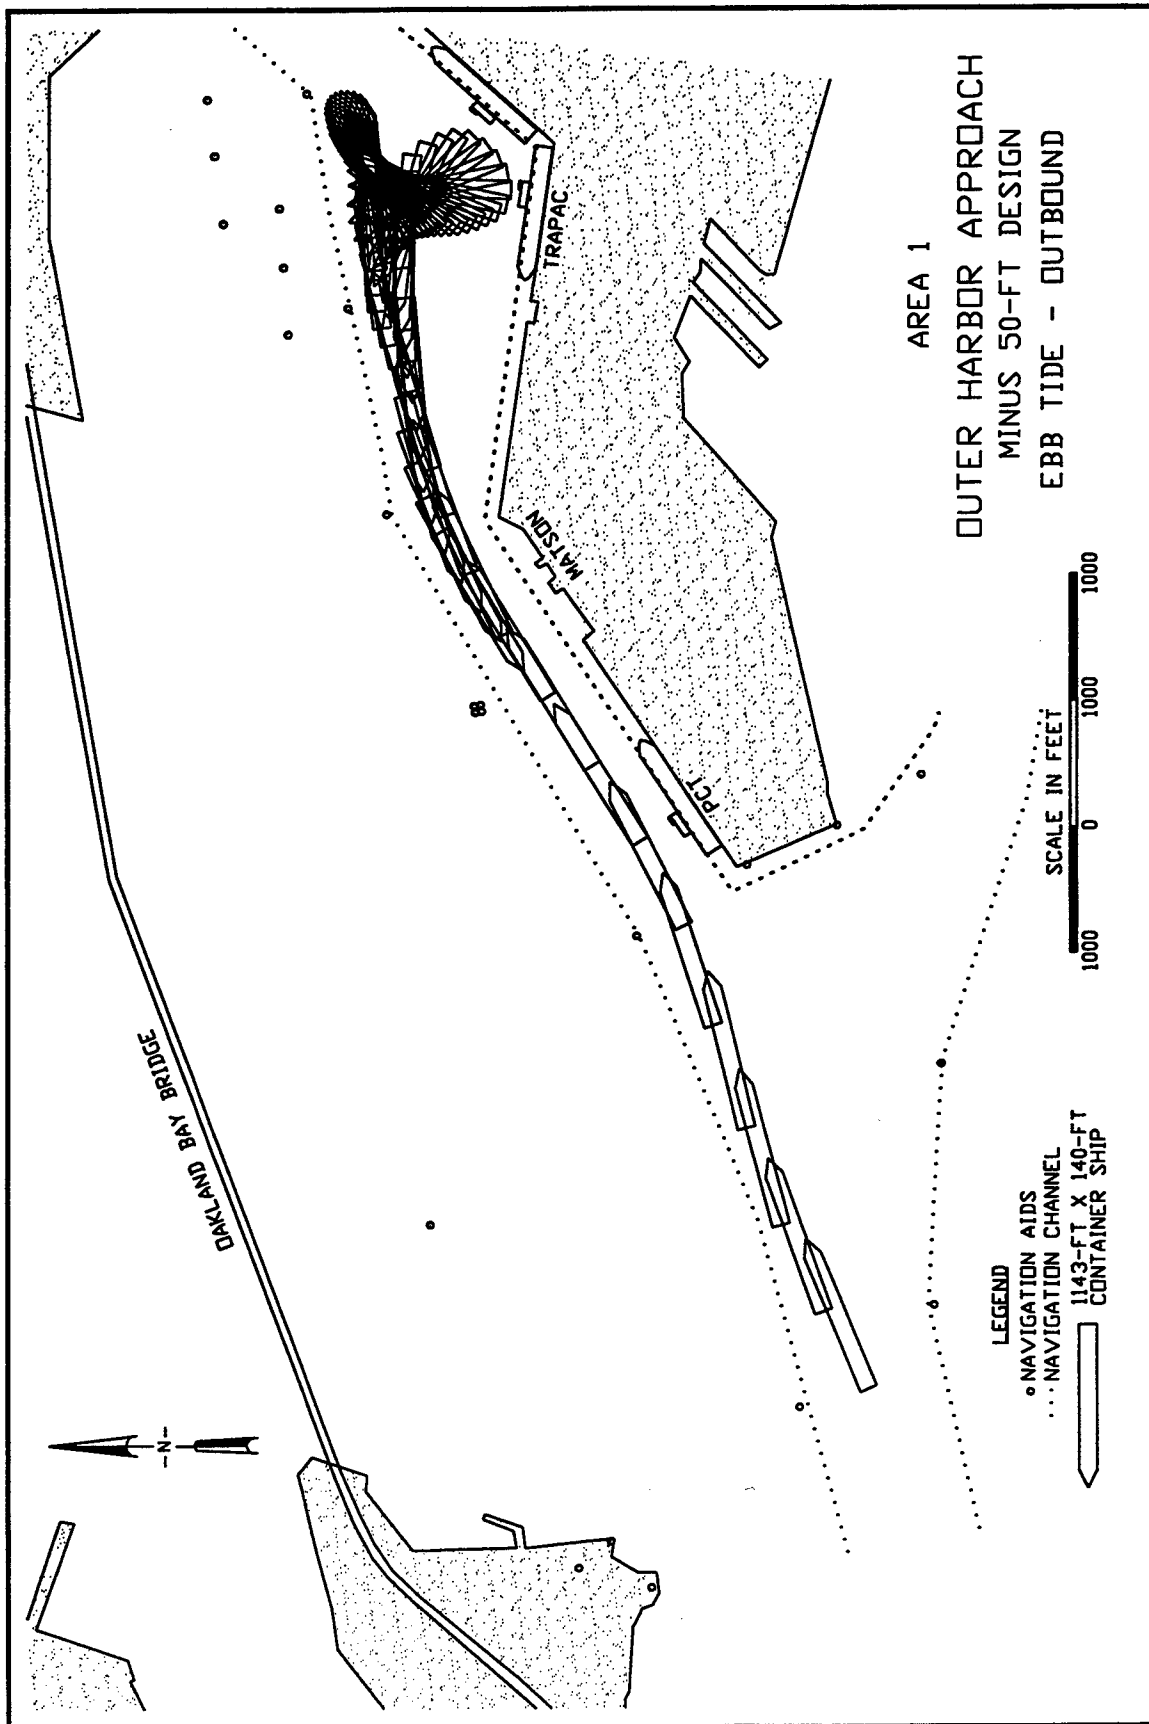 OAKLAND BAY BRIDGE
-N-
TRAPAC
MATSON
PCT
88
AREA 1
OUTER HARBOR APPROACH
MINUS 50-FT DESIGN
EBB TIDE - OUTBOUND
LEGEND
NAVIGATION AIDS
NAVIGATION CHANNEL
1143-FT X 140-FT
CONTAINER SHIP
SCALE IN FEET
1000 0 1000 1000